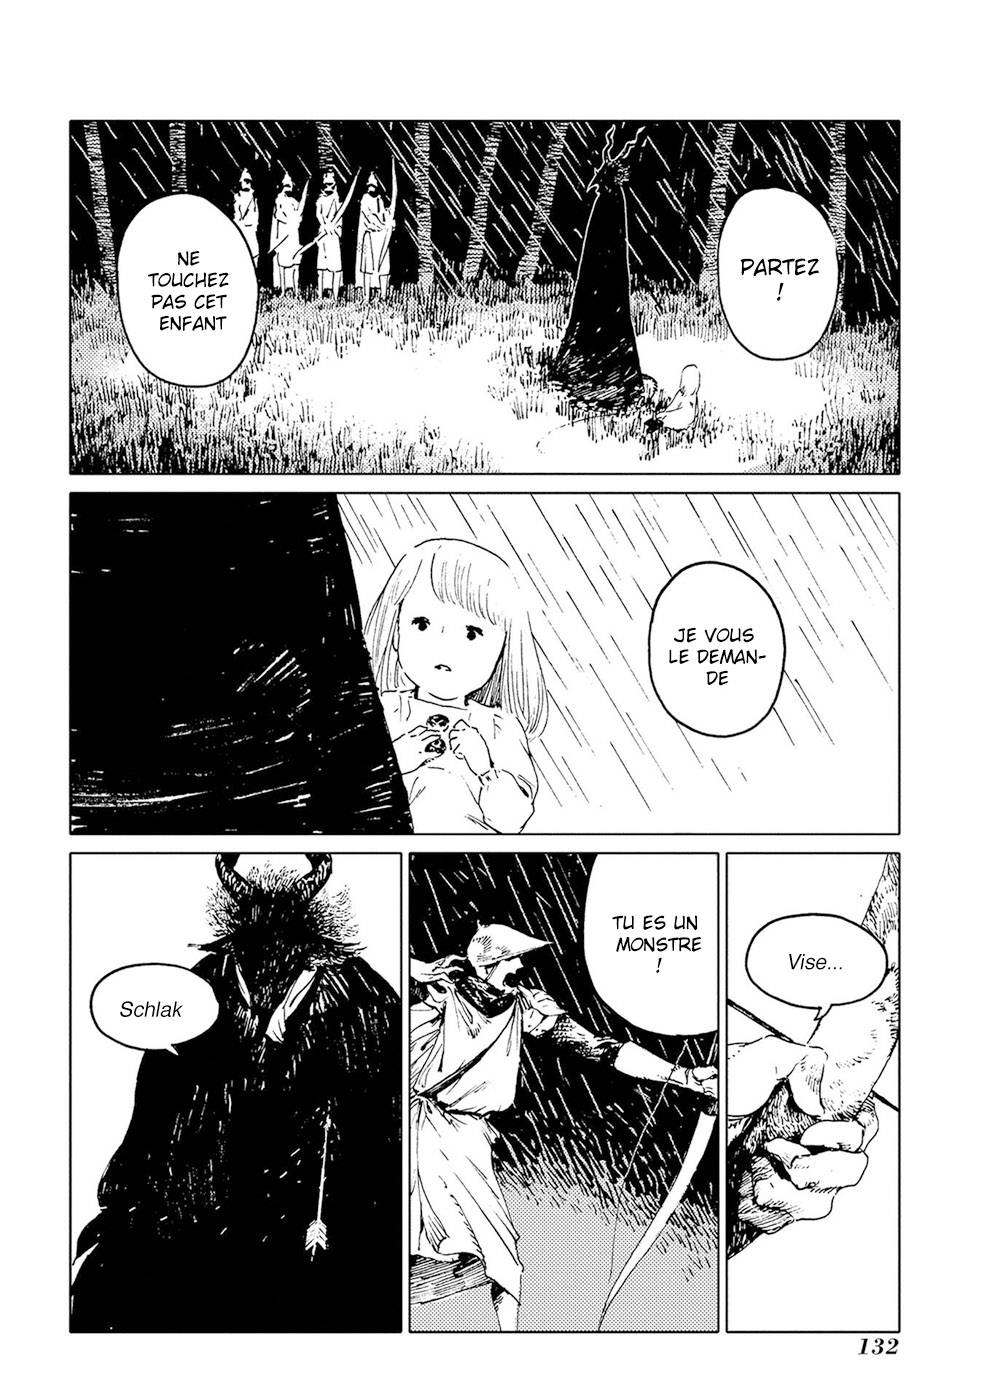 PARTEZ
!
NE
TOUCHEZ
PAS CET
ENFANT
JE VOUS
LE DEMAN-
DE
Vise...
TU ES UN
MONSTRE
!
Schlak
132